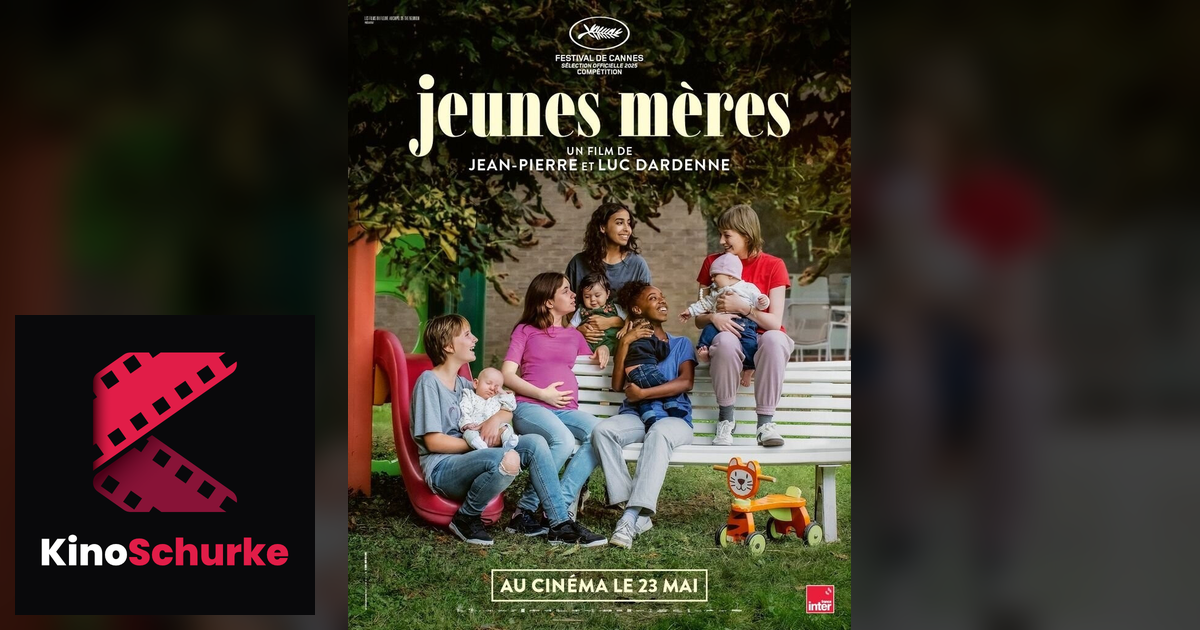 FESTIVAL DE CANNES
SÉLECTION OFFICIELLE 2025
COMPÉTITION
jeunes mères
UN FILM DE
JEAN-PIERRE ET LUC DARDENNE
KinoSchurke
AU CINÉMA LE 23 MAI
france
inter